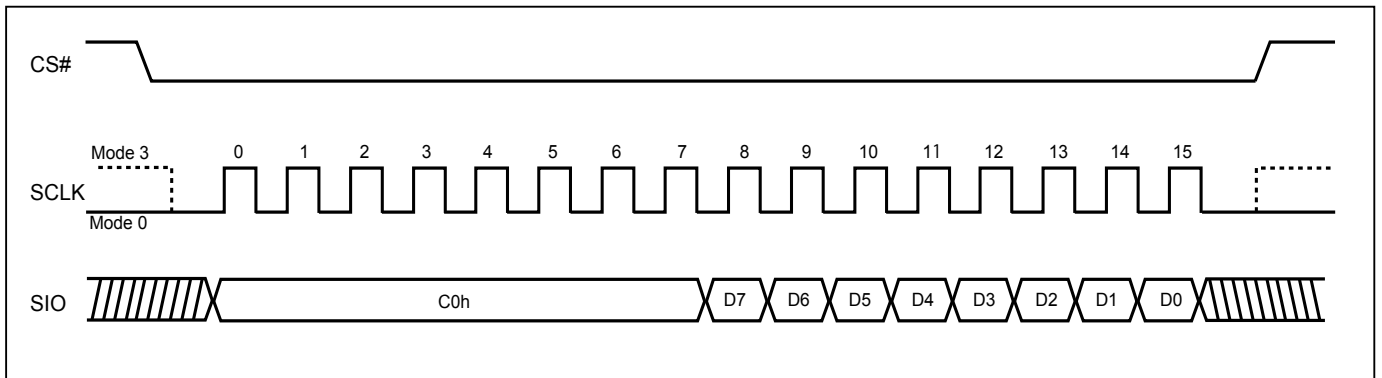 CS#
Mode 3
0 1 2 3 4 5 6 7 8 9 10 11 12 13 14 15
SCLK
Mode 0
SIO
C0h D7 D6 D5 D4 D3 D2 D1 D0